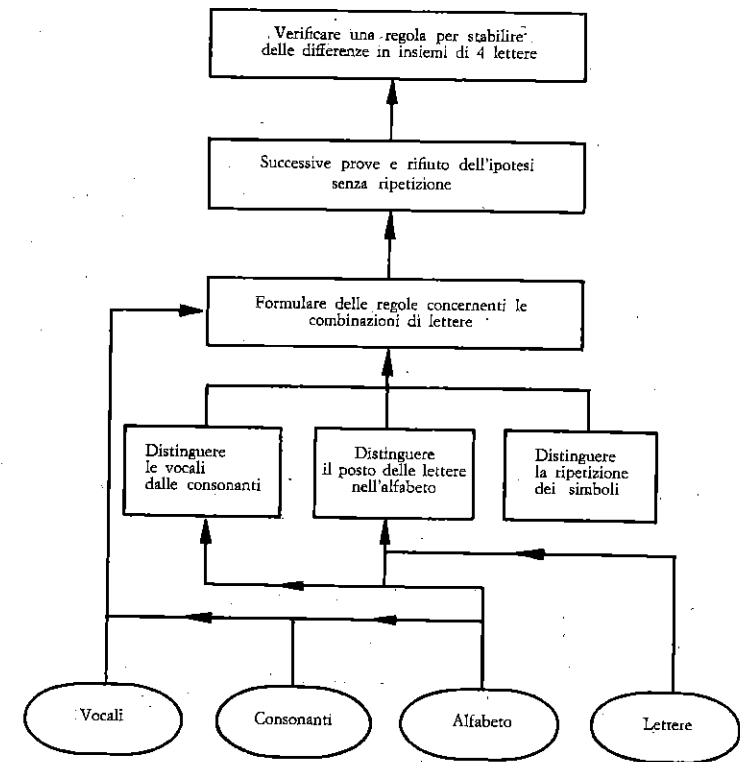 Verificare una regola per stabilire
delle differenze in insiemi di 4 lettere
Successive prove e rifiuto dell'ipotesi
senza ripetizione
Formulare delle regole concernenti le
combinazioni di lettere
Distinguere
le vocali
dalle consonanti
Distinguere
il posto delle lettere
nell'alfabeto
Distinguere
la ripetizione
dei simboli
Vocali
Consonanti
Alfabeto
Lettere